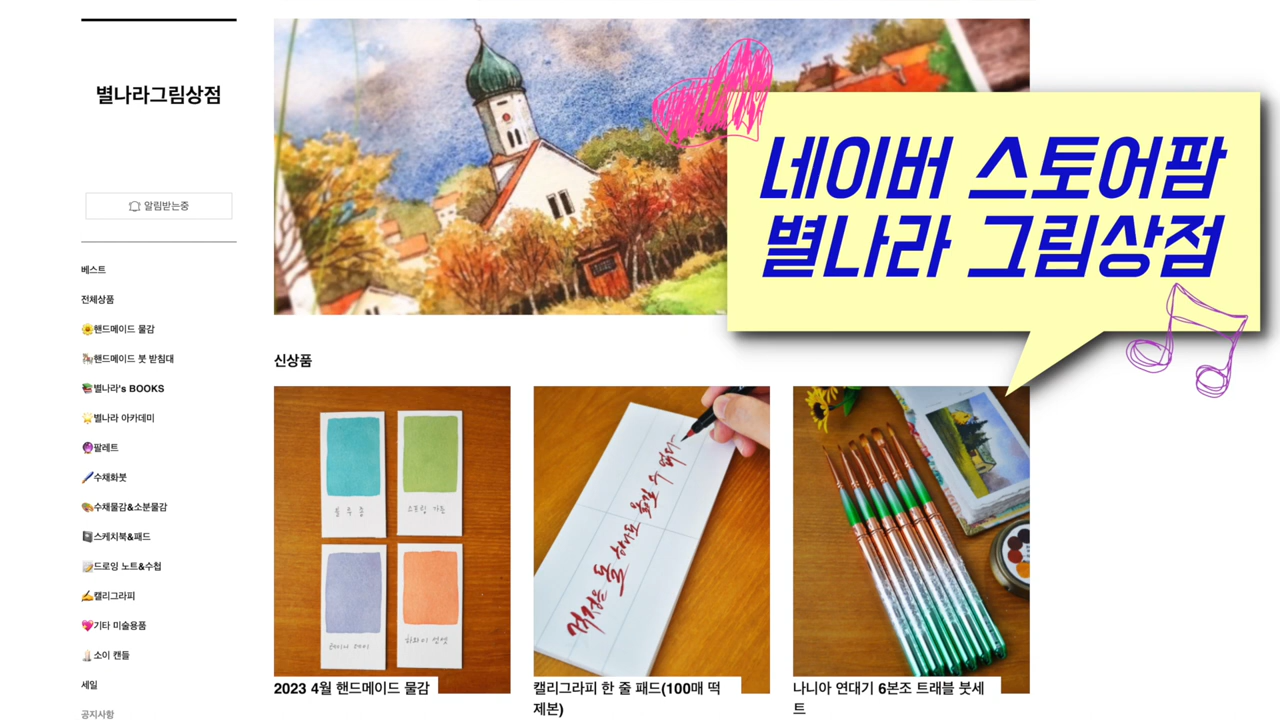 별나라그림상점
알림받는중
베스트
전체상품
핸드메이드 물감
핸드메이드 붓 받침대
별나라's BOOKS
별나라 아카데미
팔레트
수채화붓
수채물감&소분물감
스케치북&패드
드로잉 노트&수첩
캘리그라피
기타 미술용품
소이 캔들
세일
공지사항
네이버 스토어팜
별나라 그림상점
신상품
스프링 가든
2023 4월 핸드메이드 물감
캘리그라피 한 줄 패드(100매 떡
제본)
나니아 연대기 6본조 트래블 붓세
트